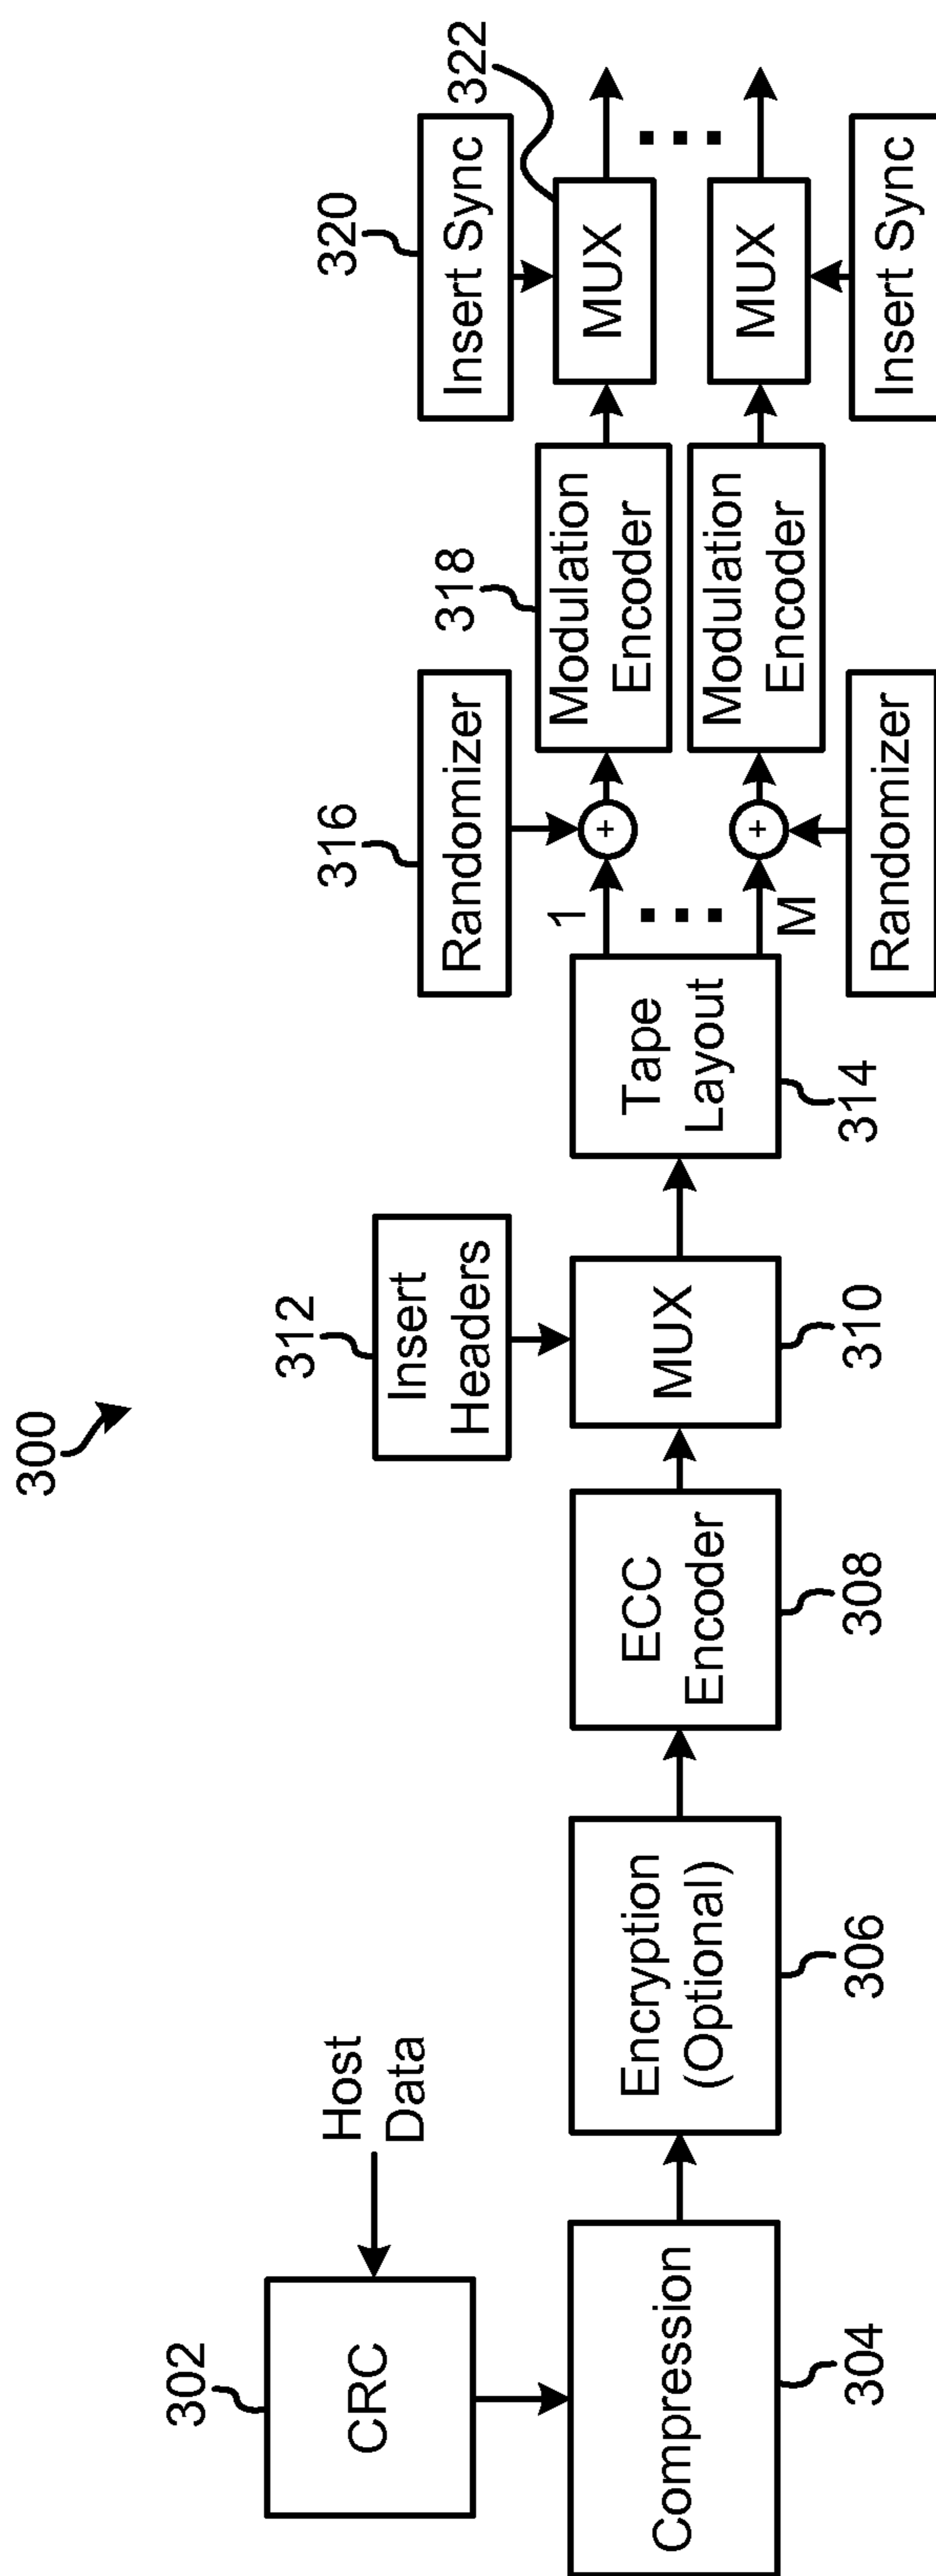 300
302
CRC
Host
Data
Compression
304
Encryption
(Optional)
306
ECC
Encoder
308
312
Insert
Headers
MUX
310
Tape
Layout
314
1
M
316
Randomizer
+
+
Randomizer
318
Modulation
Encoder
Modulation
Encoder
320
Insert Sync
322
MUX
MUX
Insert Sync